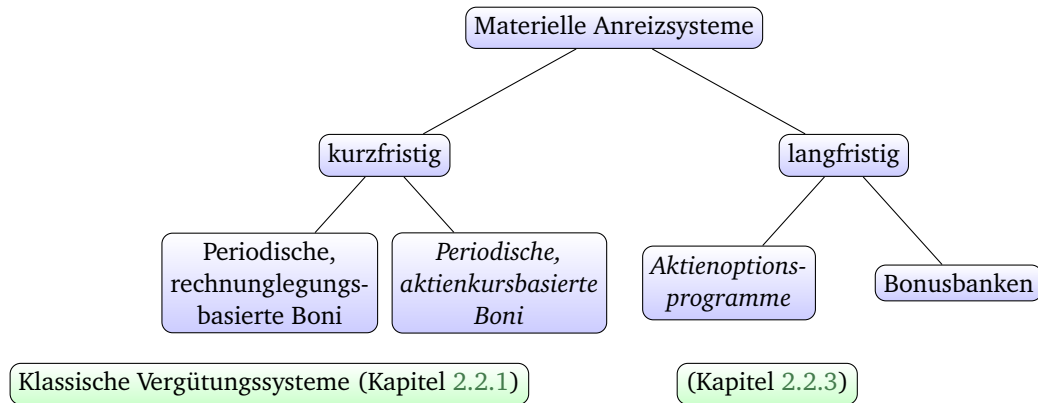 Materielle Anreizsysteme
kurzfristig
langfristig
Periodische,
rechnunglegungs-
basierte Boni
Periodische,
aktienkursbasierte
Boni
Aktienoptions-
programme
Bonusbanken
Klassische Vergütungssysteme (Kapitel 2.2.1)
(Kapitel 2.2.3)